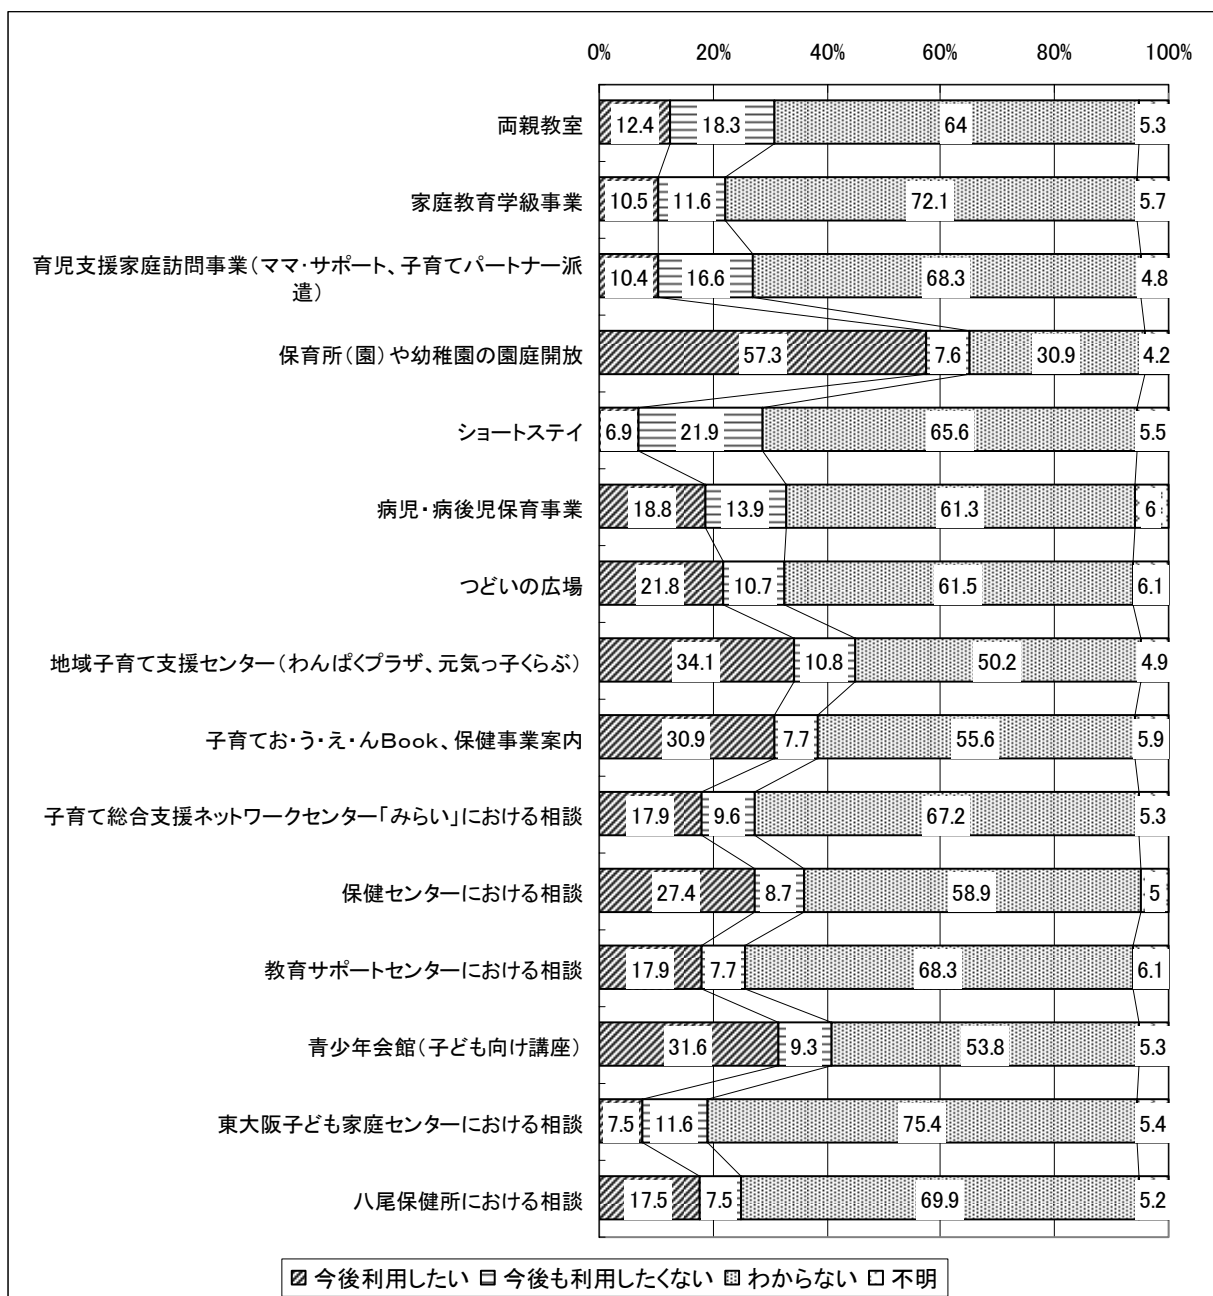 0% 20% 40% 60% 80% 100%
両親教室 12.4 18.3 64 5.3
家庭教育学級事業 10.5 11.6 72.1 5.7
育児支援家庭訪問事業（ママ・サポート、子育てパートナー派
遣） 10.4 16.6 68.3 4.8
保育所（園）や幼稚園の園庭開放 57.3 7.6 30.9 4.2
ショートステイ 6.9 21.9 65.6 5.5
病児・病後児保育事業 18.8 13.9 61.3 6
つどいの広場 21.8 10.7 61.5 6.1
地域子育て支援センター（わんぱくプラザ、元気っ子くらぶ） 34.1 10.8 50.2 4.9
子育てお・う・え・んＢｏｏｋ、保健事業案内 30.9 7.7 55.6 5.9
子育て総合支援ネットワークセンター「みらい」における相談 17.9 9.6 67.2 5.3
保健センターにおける相談 27.4 8.7 58.9 5
教育サポートセンターにおける相談 17.9 7.7 68.3 6.1
青少年会館（子ども向け講座） 31.6 9.3 53.8 5.3
東大阪子ども家庭センターにおける相談 7.5 11.6 75.4 5.4
八尾保健所における相談 17.5 7.5 69.9 5.2
今後利用したい 今後も利用したくない わからない 不明